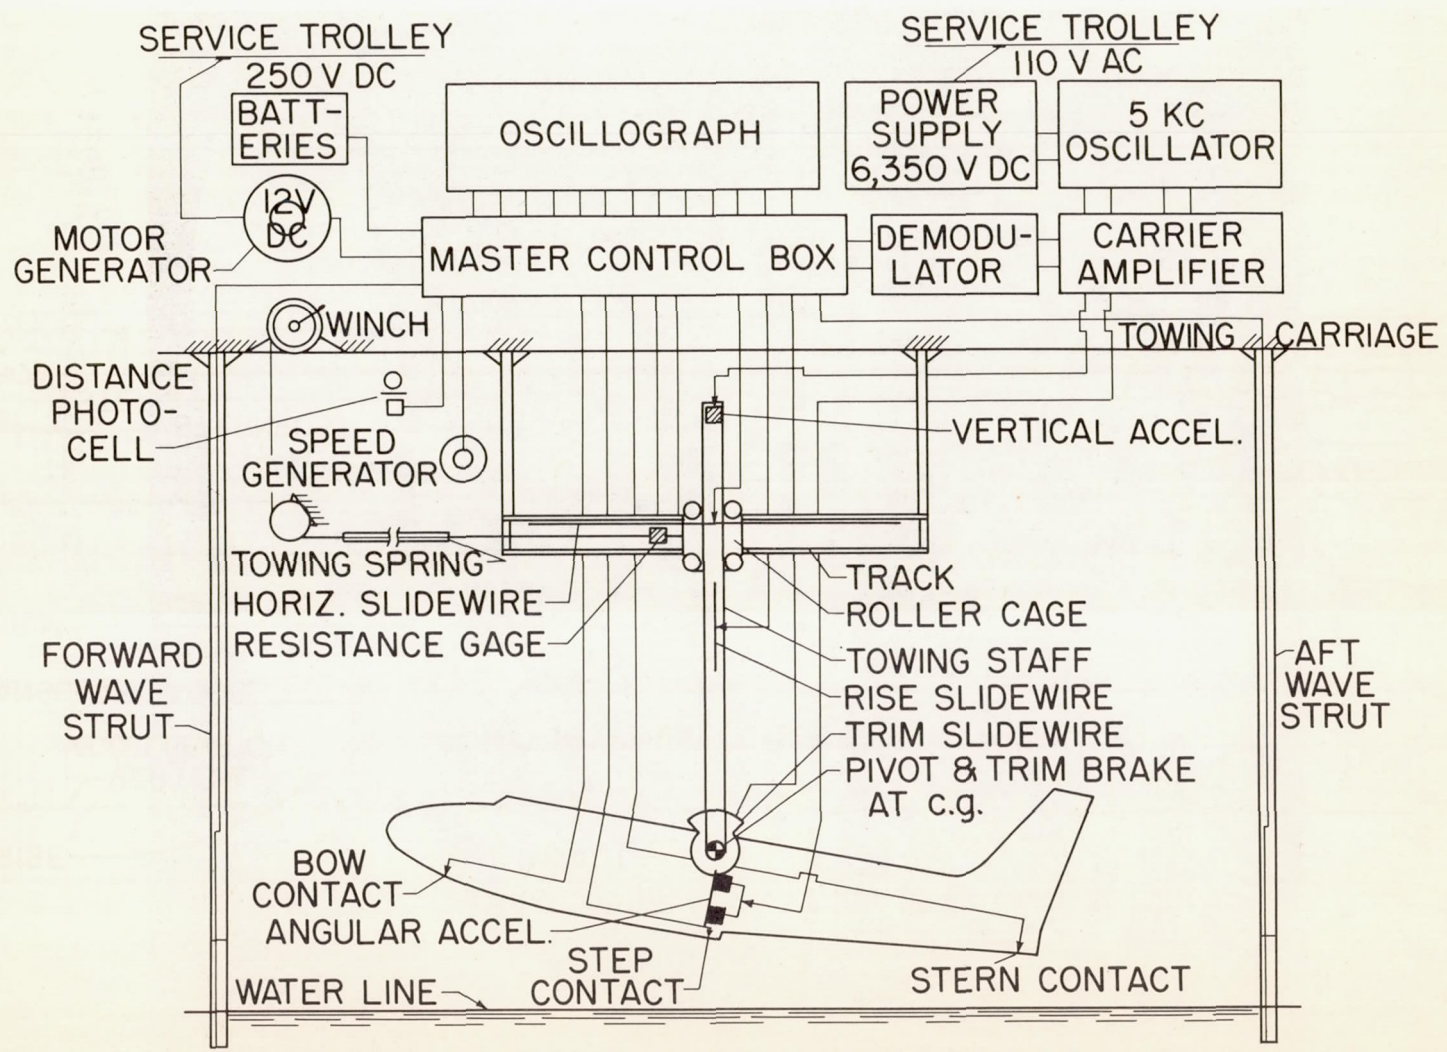 SERVICE TROLLEY
250 V DC
SERVICE TROLLEY
110 V AC
BATT-
ERIES
OSCILLOGRAPH
POWER
SUPPLY
6,350 V DC
5 KC
OSCILLATOR
12V
DC
MOTOR
GENERATOR
MASTER CONTROL BOX
DEMODU-
LATOR
CARRIER
AMPLIFIER
WINCH
TOWING CARRIAGE
DISTANCE
PHOTO-
CELL
SPEED
GENERATOR
VERTICAL ACCEL.
TOWING SPRING
HORIZ. SLIDEWIRE
RESISTANCE GAGE
TRACK
ROLLER CAGE
TOWING STAFF
RISE SLIDEWIRE
TRIM SLIDEWIRE
PIVOT & TRIM BRAKE
AT c.g.
FORWARD
WAVE
STRUT
AFT
WAVE
STRUT
BOW
CONTACT
ANGULAR ACCEL.
STEP
CONTACT
STERN CONTACT
WATER LINE